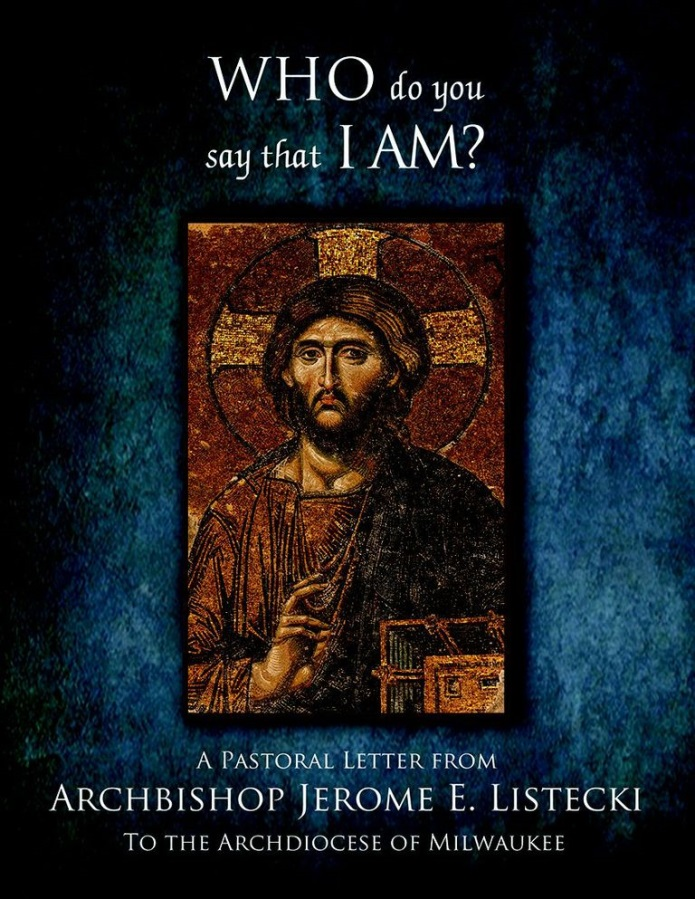 WHO do you
say that I AM?
A Pastoral Letter from
Archbishop Jerome E. Listecki
To the Archdiocese of Milwaukee